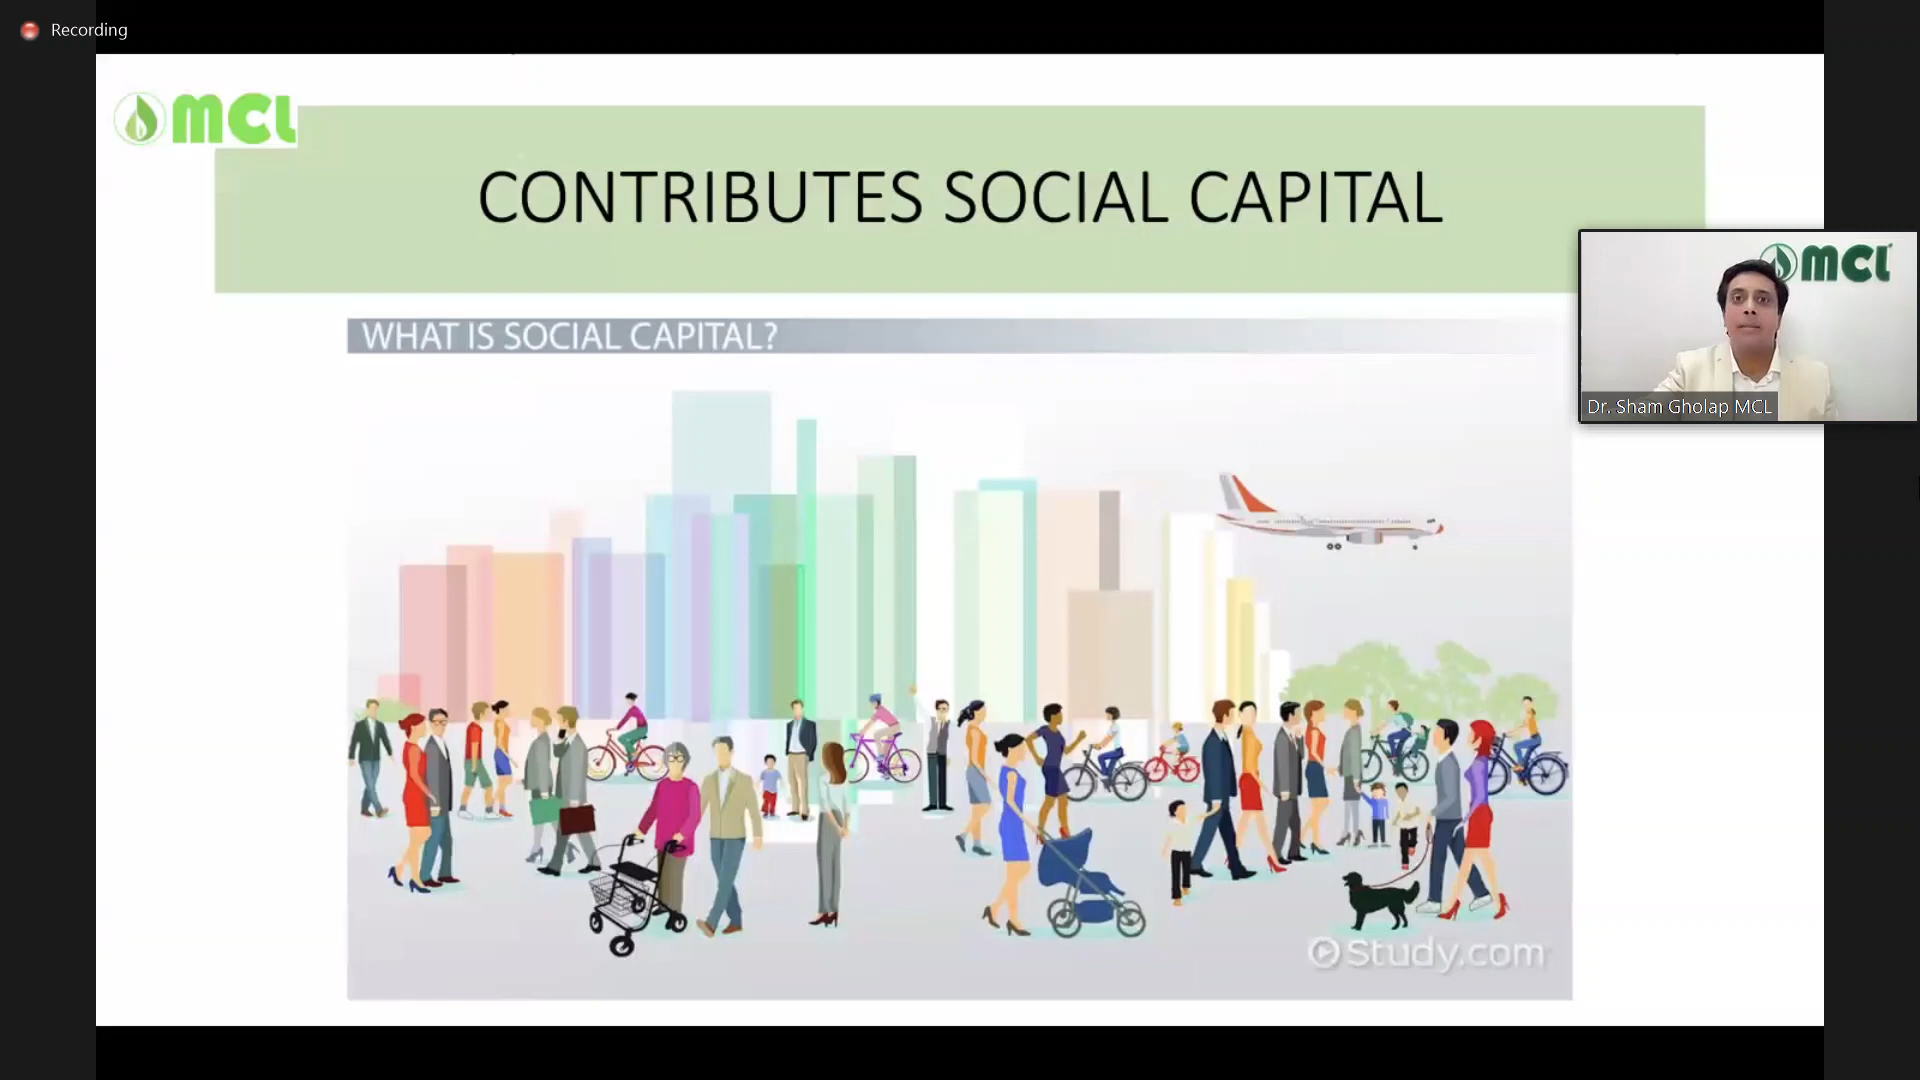 Recording
MCL
CONTRIBUTES SOCIAL CAPITAL
WHAT IS SOCIAL CAPITAL?
MCL
Dr. Sham Gholap MCL
Study.com